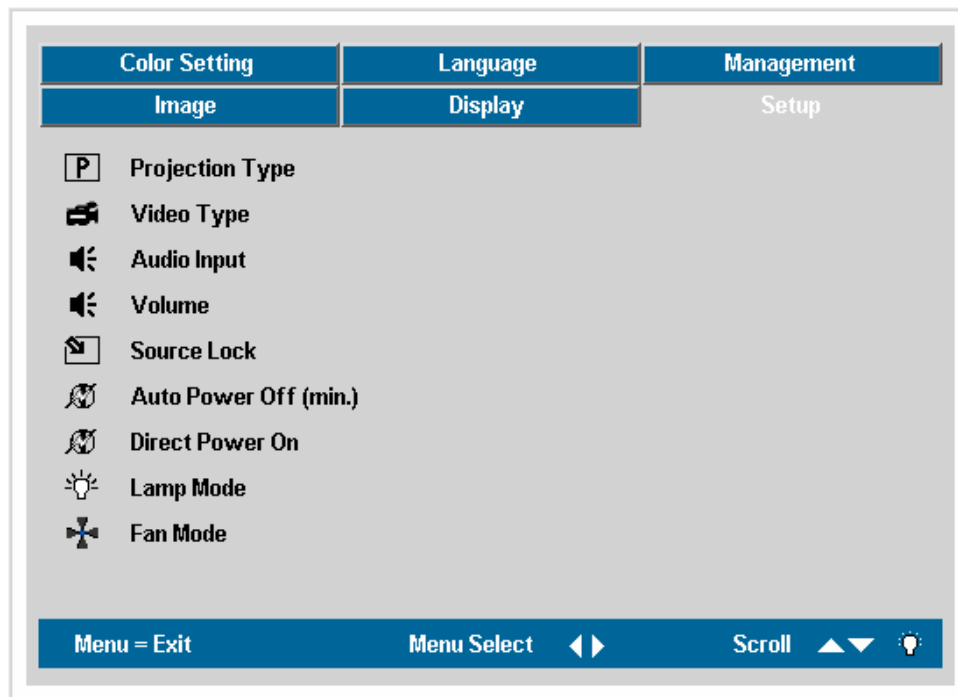 Color Setting Language Management
Image Display Setup
P Projection Type
Video Type
Audio Input
Volume
Source Lock
Auto Power Off (min.)
Direct Power On
Lamp Mode
Fan Mode
Menu = Exit Menu Select Scroll